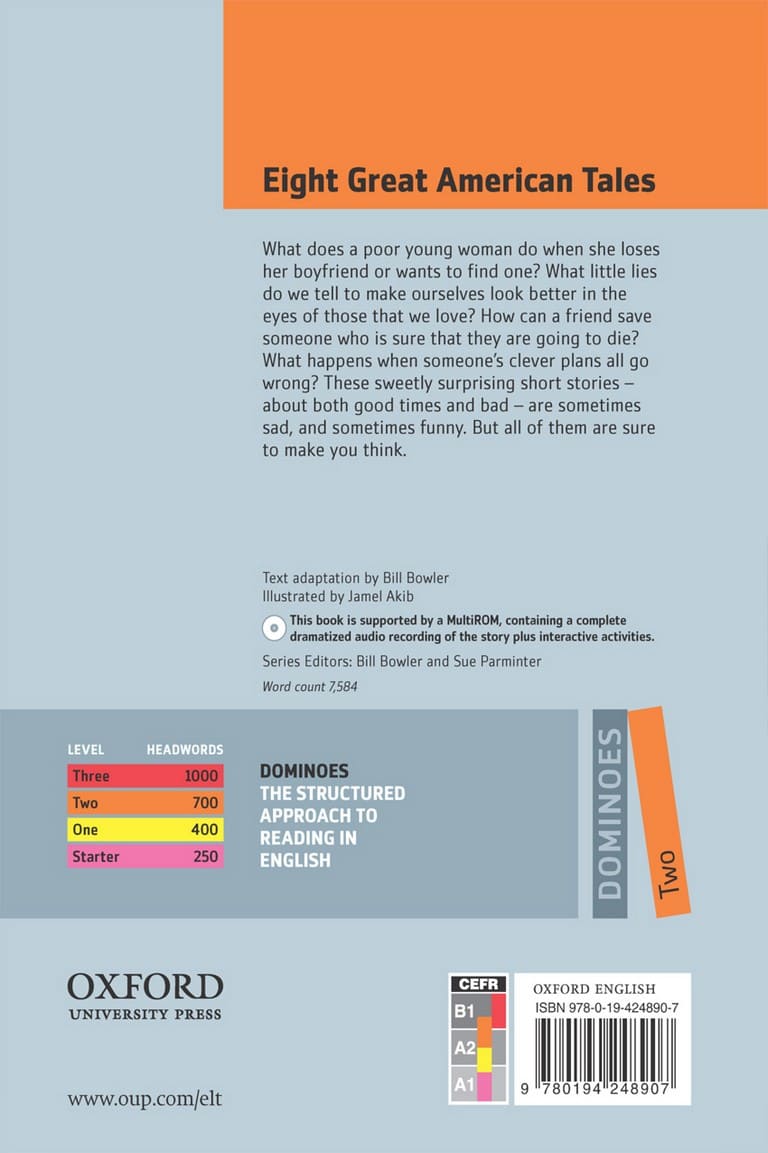 Eight Great American Tales
What does a poor young woman do when she loses
her boyfriend or wants to find one? What little lies
do we tell to make ourselves look better in the
eyes of those that we love? How can a friend save
someone who is sure that they are going to die?
What happens when someone's clever plans all go
wrong? These sweetly surprising short stories –
about both good times and bad – are sometimes
sad, and sometimes funny. But all of them are sure
to make you think.
Text adaptation by Bill Bowler
Illustrated by Jamel Akib
This book is supported by a MultiROM, containing a complete
dramatized audio recording of the story plus interactive activities.
Series Editors: Bill Bowler and Sue Parminter
Word count 7,584
LEVEL HEADWORDS
Three 1000
Two 700
One 400
Starter 250
DOMINOES
THE STRUCTURED
APPROACH TO
READING IN
ENGLISH
DOMINOES
Two
OXFORD
UNIVERSITY PRESS
www.oup.com/elt
CEFR
B1
A2
A1
OXFORD ENGLISH
ISBN 978-0-19-424890-7
9 780194 248907